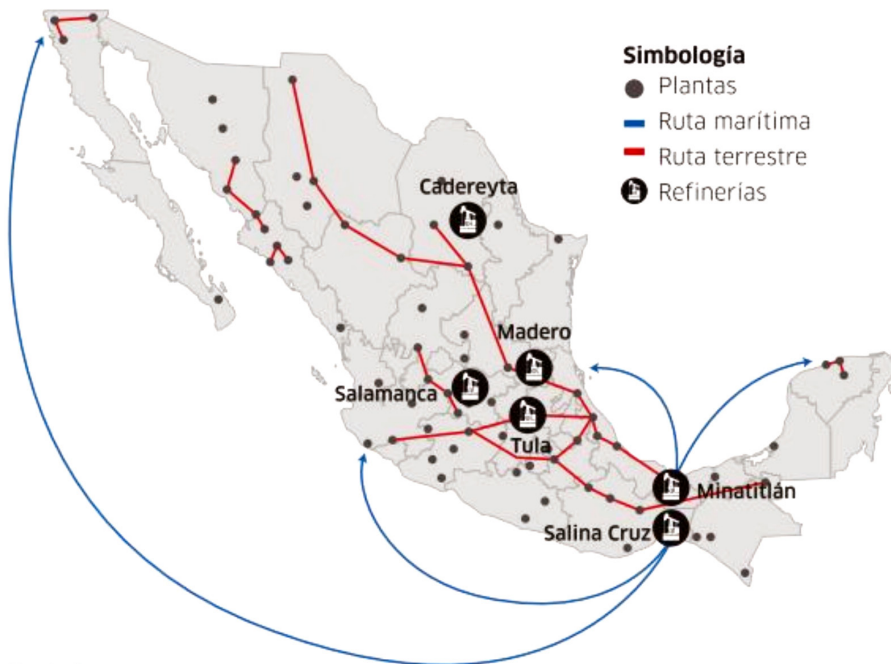 Simbología
Plantas
Ruta marítima
Ruta terrestre
Refinerías
Cadereyta
Madero
Salamanca
Tula
Minatitlán
Salina Cruz